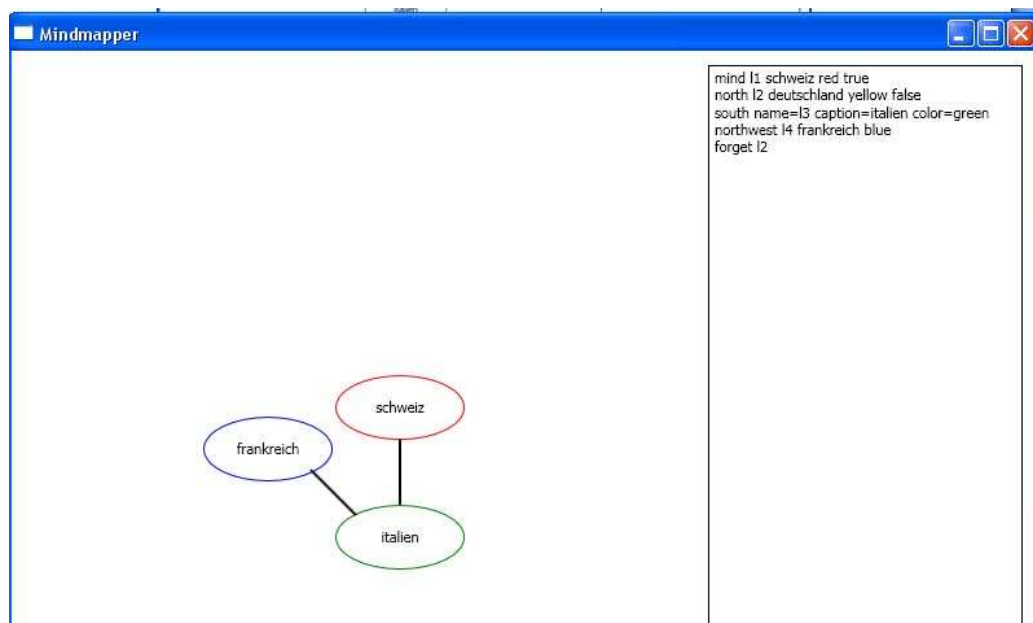 Mindmapper
mind l1 schweiz red true
north l2 deutschland yellow false
south name=l3 caption=italien color=green
northwest l4 frankreich blue
forget l2
schweiz
frankreich
italien